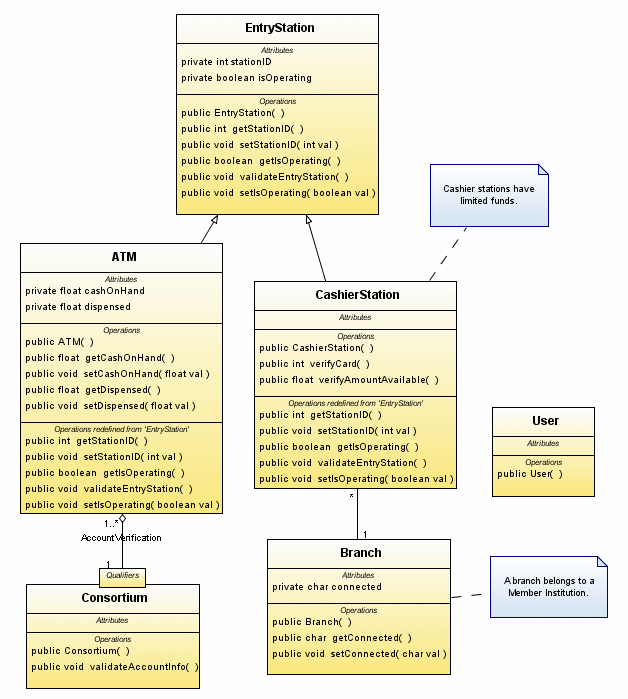 EntryStation
Attributes
private int stationID
private boolean isOperating
Operations
public EntryStation( )
public int getStationID( )
public void setStationID( int val )
public boolean getIsOperating( )
public void validateEntryStation( )
public void setIsOperating( boolean val )
Cashier stations have
limited funds.
ATM
Attributes
private float cashOnHand
private float dispensed
Operations
public ATM( )
public float getCashOnHand( )
public void setCashOnHand( float val )
public float getDispensed( )
public void setDispensed( float val )
Operations redefined from 'EntryStation'
public int getStationID( )
public void setStationID( int val )
public boolean getIsOperating( )
public void validateEntryStation( )
public void setIsOperating( boolean val )
CashierStation
Attributes
Operations
public CashierStation( )
public int verifyCard( )
public float verifyAmountAvailable( )
Operations redefined from 'EntryStation'
public int getStationID( )
public void setStationID( int val )
public boolean getIsOperating( )
public void validateEntryStation( )
public void setIsOperating( boolean val )
User
Attributes
Operations
public User( )
1..*
AccountVerification
1
Qualifiers
Consortium
Attributes
Operations
public Consortium( )
public void validateAccountInfo( )
*
1
Branch
Attributes
private char connected
Operations
public Branch( )
public char getConnected( )
public void setConnected( char val )
A branch belongs to a
Member Institution.